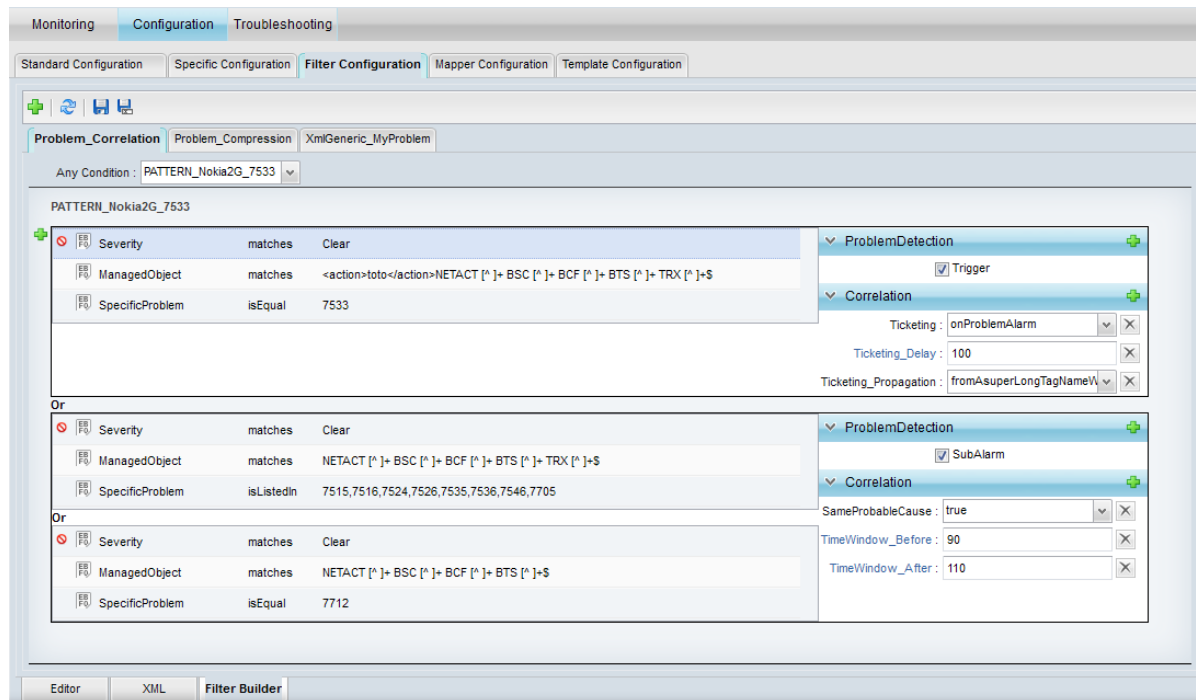 Monitoring Configuration Troubleshooting
Standard Configuration Specific Configuration Filter Configuration Mapper Configuration Template Configuration
Problem_Correlation Problem_Compression XmlGeneric_MyProblem
Any Condition : PATTERN_Nokia2G_7533
PATTERN_Nokia2G_7533
Severity matches Clear ProblemDetection
ManagedObject matches <action>toto</action>NETACT [^ ]+ BSC [^ ]+ BCF [^ ]+ BTS [^ ]+ TRX [^ ]+$ Trigger
SpecificProblem isEqual 7533 Correlation
Ticketing : onProblemAlarm
Ticketing_Delay : 100
Ticketing_Propagation : fromAsuperLongTagNameW
Or
Severity matches Clear ProblemDetection
ManagedObject matches NETACT [^ ]+ BSC [^ ]+ BCF [^ ]+ BTS [^ ]+ TRX [^ ]+$ SubAlarm
SpecificProblem isListedIn 7515,7516,7524,7526,7535,7536,7546,7705 Correlation
Or SameProbableCause : true
Severity matches Clear TimeWindow_Before : 90
ManagedObject matches NETACT [^ ]+ BSC [^ ]+ BCF [^ ]+ BTS [^ ]+$ TimeWindow_After : 110
SpecificProblem isEqual 7712
Editor XML Filter Builder